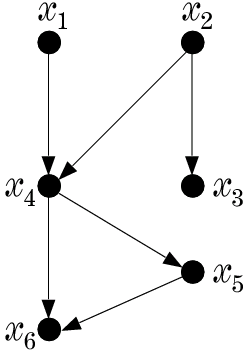 x₁ x₂
x₄ x₃
x₅
x₆